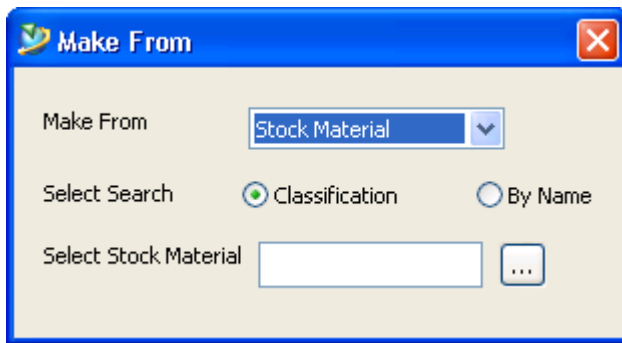 Make From
Make From Stock Material
Select Search Classification By Name
Select Stock Material ...